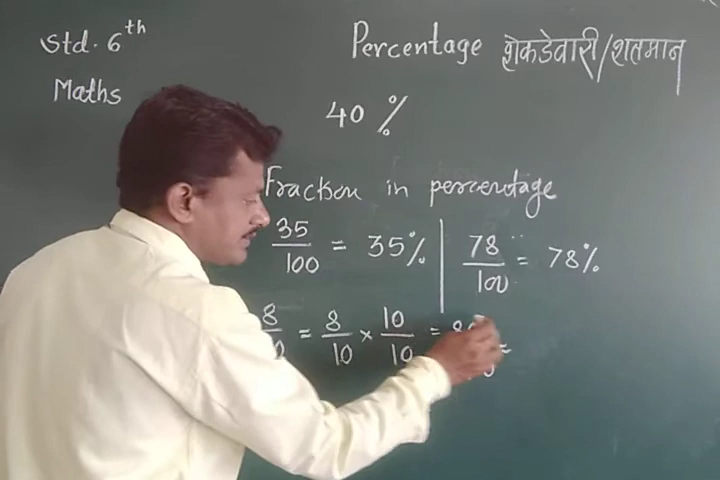 Std. 6th
Maths
Percentage शेकडेवारी/शतमान
40 %
Fraction in percentage
35/100 = 35% | 78/100 = 78%
8/ = 8/10 × 10/10 =